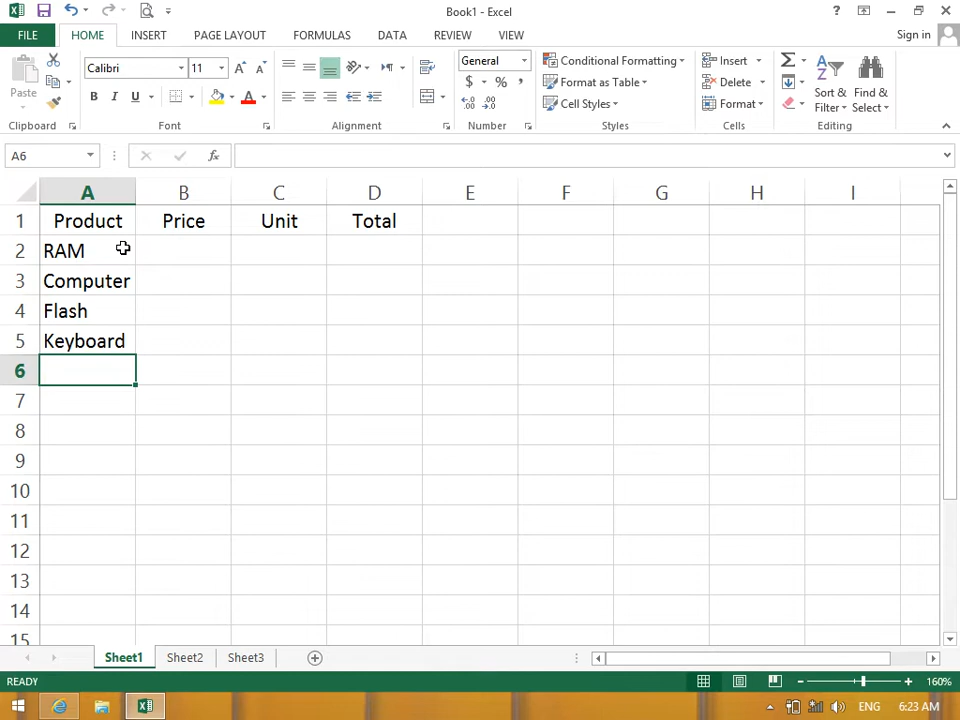 Book1 - Excel
?
FILE HOME INSERT PAGE LAYOUT FORMULAS DATA REVIEW VIEW Sign in
Paste
Calibri 11
B I U A
General
$ % ,
Conditional Formatting
Format as Table
Cell Styles
Insert
Delete
Format
Sort & Filter
Find & Select
Clipboard Font Alignment Number Styles Cells Editing
A6 fx
A B C D E F G H I
1 Product Price Unit Total
2 RAM
3 Computer
4 Flash
5 Keyboard
6
7
8
9
10
11
12
13
14
15
Sheet1 Sheet2 Sheet3
READY 160%
ENG 6:23 AM